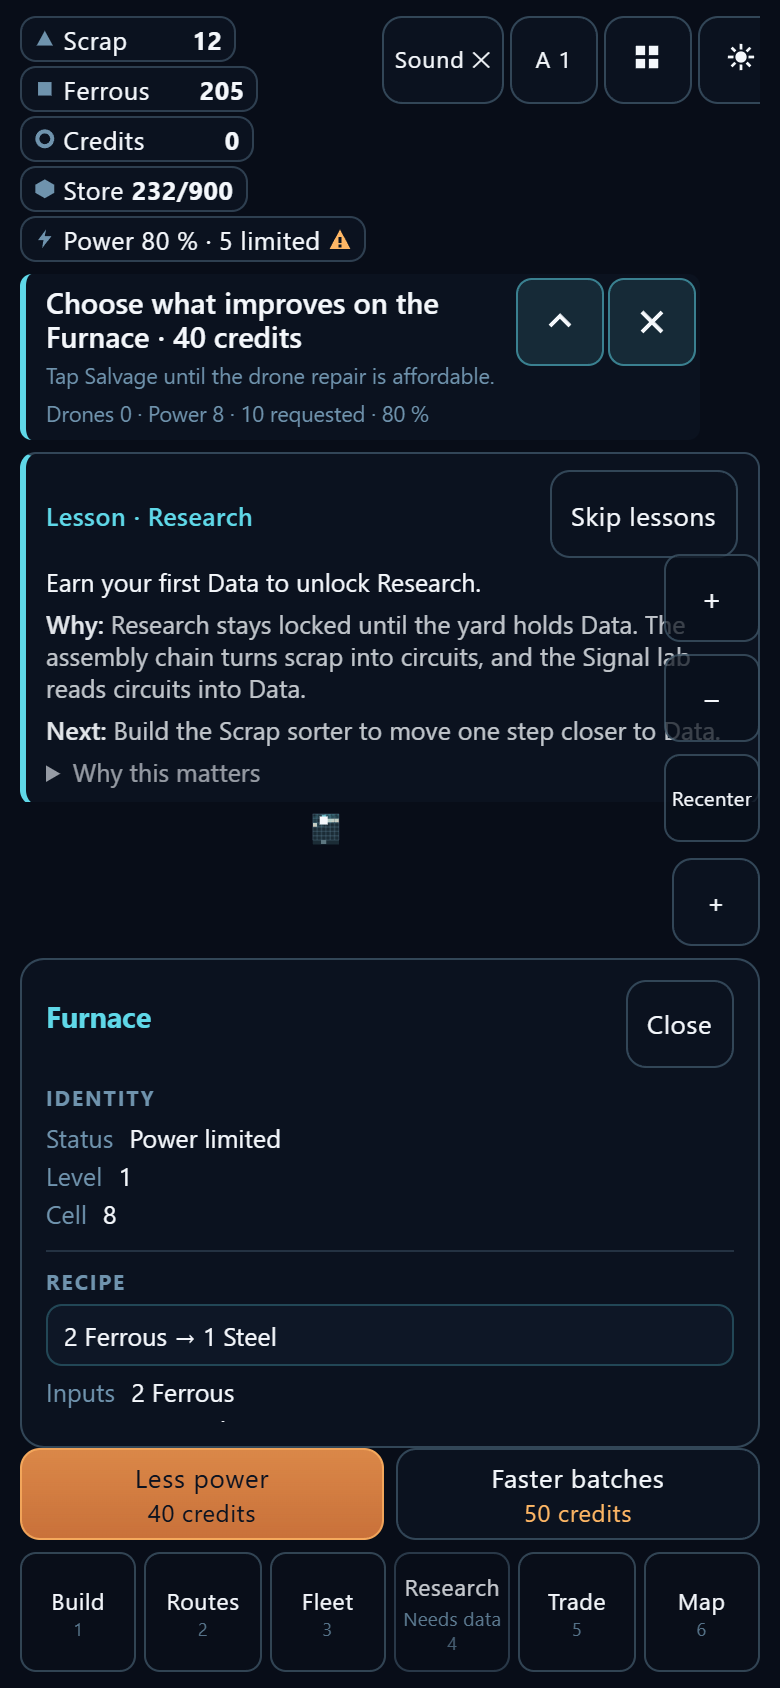 Scrap 12
Ferrous 205
Credits 0
Store 232/900
Power 80 % · 5 limited
Sound ✕
A 1
Choose what improves on the
Furnace · 40 credits
Tap Salvage until the drone repair is affordable.
Drones 0 · Power 8 · 10 requested · 80 %
Lesson · Research
Skip lessons
Earn your first Data to unlock Research.
Why: Research stays locked until the yard holds Data. The
assembly chain turns scrap into circuits, and the Signal lab
reads circuits into Data.
Next: Build the Scrap sorter to move one step closer to Data.
Why this matters
+
−
Recenter
+
Furnace
Close
IDENTITY
Status Power limited
Level 1
Cell 8
RECIPE
2 Ferrous → 1 Steel
Inputs 2 Ferrous
Less power
40 credits
Faster batches
50 credits
Build
1
Routes
2
Fleet
3
Research
Needs data
4
Trade
5
Map
6